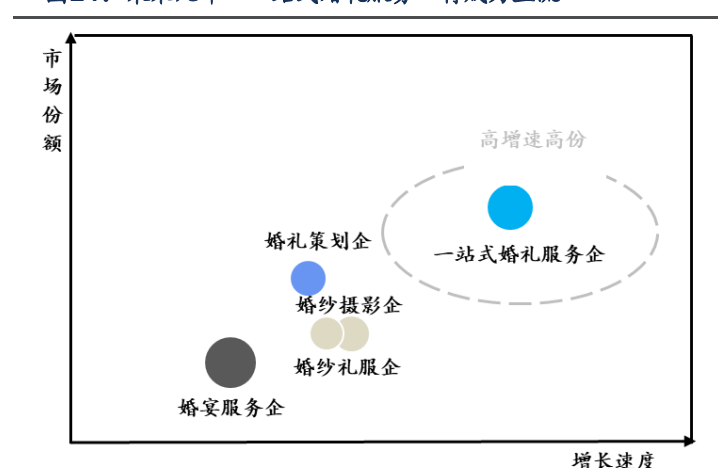 市场份额
高增速高份
婚礼策划企
一站式婚礼服务企
婚纱摄影企
婚纱礼服企
婚宴服务企
增长速度